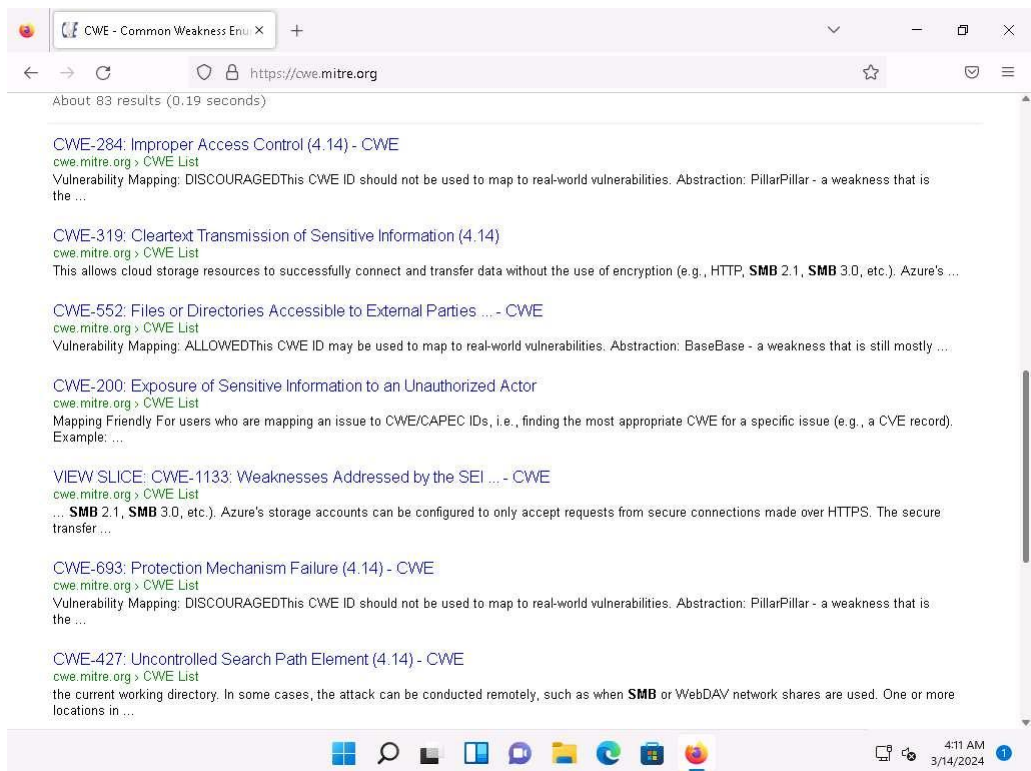 CWE - Common Weakness Enu
https://cwe.mitre.org
About 83 results (0.19 seconds)
CWE-284: Improper Access Control (4.14) - CWE
cwe.mitre.org › CWE List
Vulnerability Mapping: DISCOURAGEDThis CWE ID should not be used to map to real-world vulnerabilities. Abstraction: PillarPillar - a weakness that is
the ...
CWE-319: Cleartext Transmission of Sensitive Information (4.14)
cwe.mitre.org › CWE List
This allows cloud storage resources to successfully connect and transfer data without the use of encryption (e.g., HTTP, SMB 2.1, SMB 3.0, etc.). Azure's ...
CWE-552: Files or Directories Accessible to External Parties ... - CWE
cwe.mitre.org › CWE List
Vulnerability Mapping: ALLOWEDThis CWE ID may be used to map to real-world vulnerabilities. Abstraction: BaseBase - a weakness that is still mostly ...
CWE-200: Exposure of Sensitive Information to an Unauthorized Actor
cwe.mitre.org › CWE List
Mapping Friendly For users who are mapping an issue to CWE/CAPEC IDs, i.e., finding the most appropriate CWE for a specific issue (e.g., a CVE record).
Example: ...
VIEW SLICE: CWE-1133: Weaknesses Addressed by the SEI ... - CWE
cwe.mitre.org › CWE List
... SMB 2.1, SMB 3.0, etc.). Azure's storage accounts can be configured to only accept requests from secure connections made over HTTPS. The secure
transfer ...
CWE-693: Protection Mechanism Failure (4.14) - CWE
cwe.mitre.org › CWE List
Vulnerability Mapping: DISCOURAGEDThis CWE ID should not be used to map to real-world vulnerabilities. Abstraction: PillarPillar - a weakness that is
the ...
CWE-427: Uncontrolled Search Path Element (4.14) - CWE
cwe.mitre.org › CWE List
the current working directory. In some cases, the attack can be conducted remotely, such as when SMB or WebDAV network shares are used. One or more
locations in ...
4:11 AM
3/14/2024
1